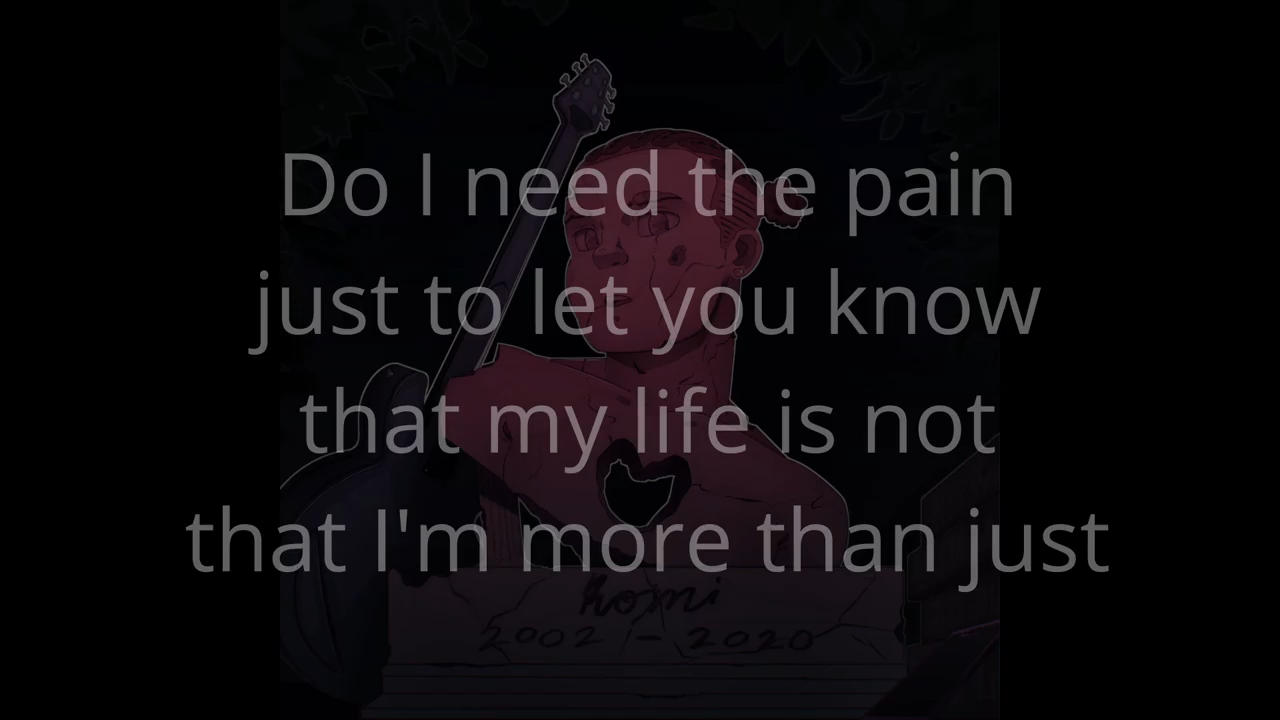 Do I need the pain
just to let you know
that my life is not
that I'm more than just
Romi
2002 - 2020